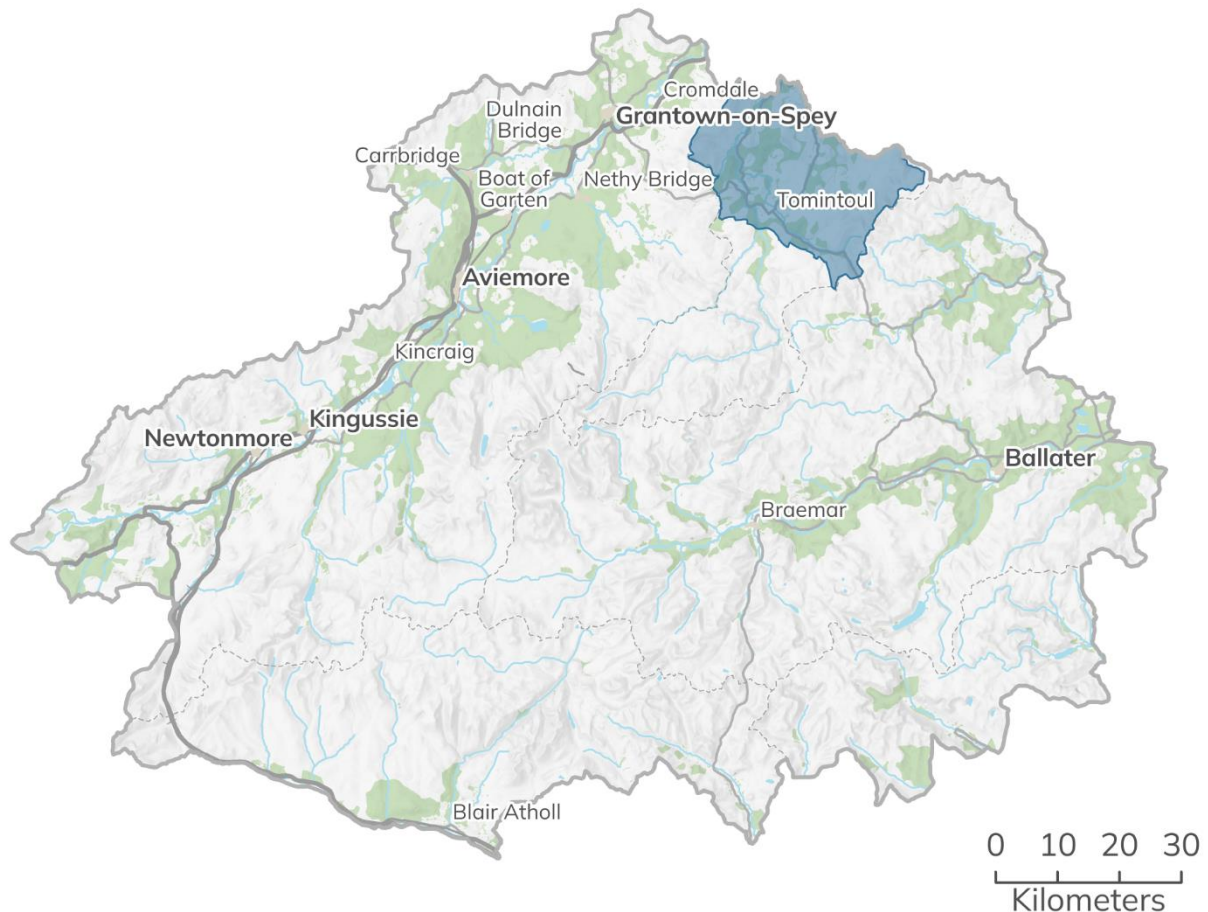 Cromdale
Grantown-on-Spey
Dulnain
Bridge
Carrbridge
Boat of
Garten
Nethy Bridge
Tomintoul
Aviemore
Kincraig
Kingussie
Newtonmore
Ballater
Braemar
Blair Atholl
0 10 20 30
Kilometers